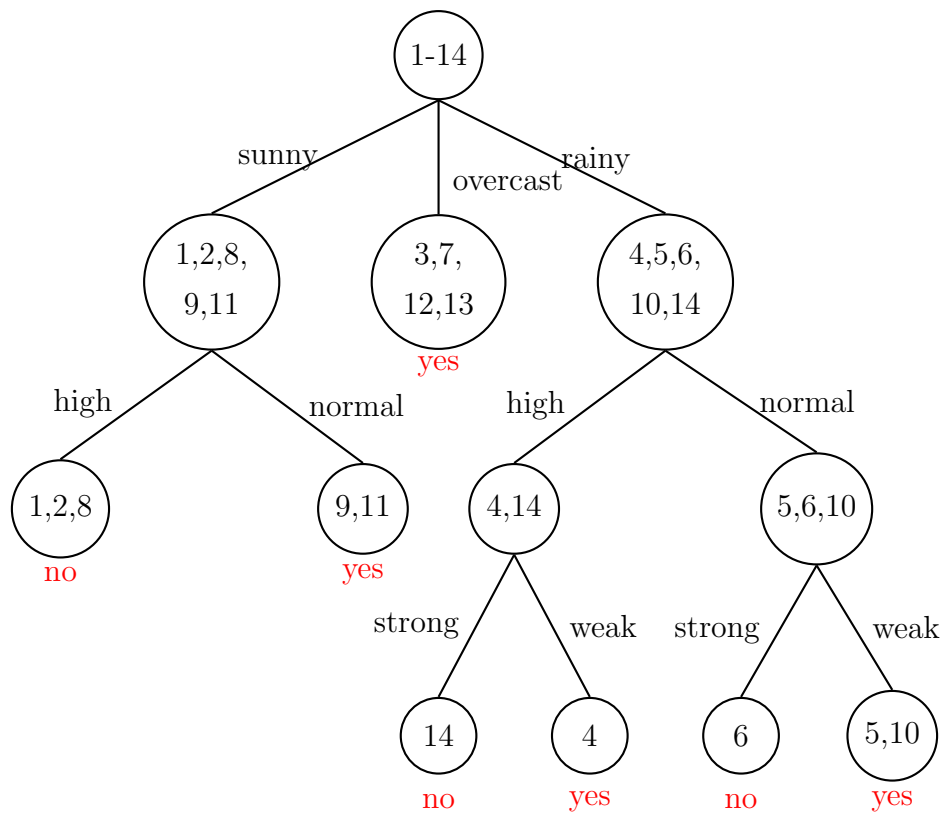 1-14
sunny
overcast
rainy
1,2,8,
9,11
3,7,
12,13
4,5,6,
10,14
yes
high
normal
high
normal
1,2,8
9,11
4,14
5,6,10
no
yes
strong
weak
strong
weak
14
4
6
5,10
no
yes
no
yes